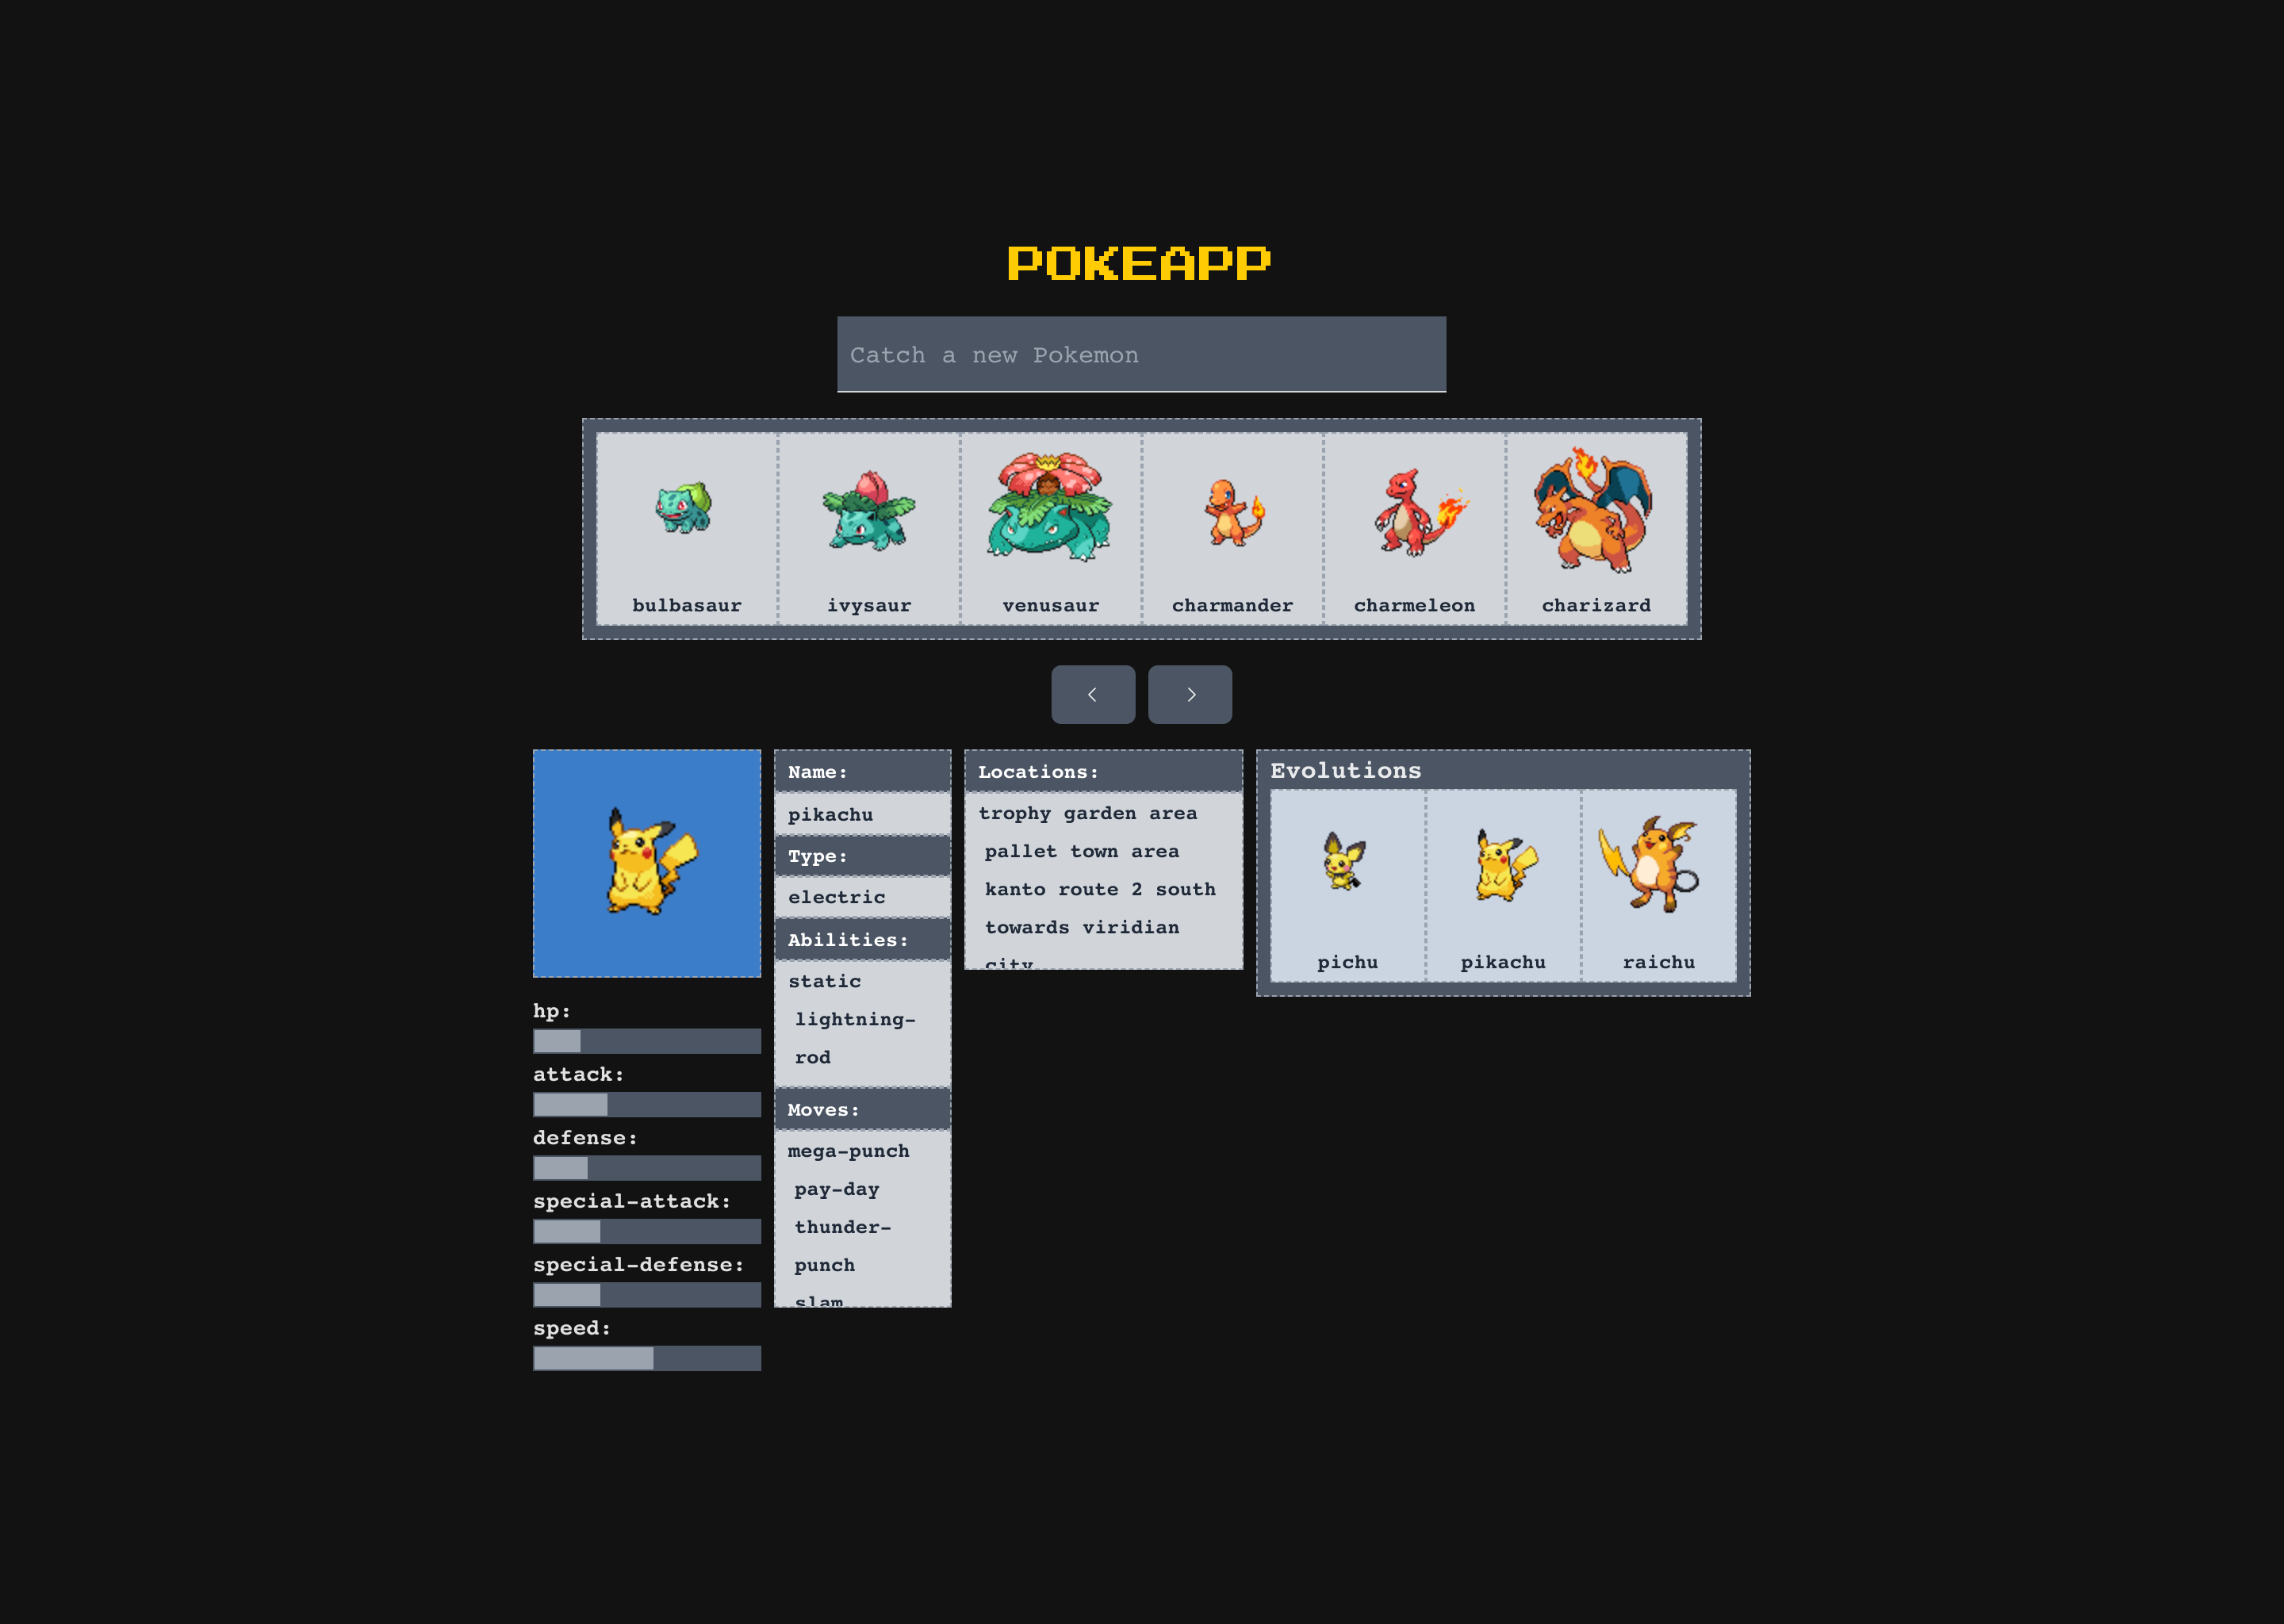 POKEAPP
Catch a new Pokemon
bulbasaur
ivysaur
venusaur
charmander
charmeleon
charizard
hp:
attack:
defense:
special-attack:
special-defense:
speed:
Name:
pikachu
Type:
electric
Abilities:
static
lightning-
rod
Moves:
mega-punch
pay-day
thunder-
punch
slam
Locations:
trophy garden area
pallet town area
kanto route 2 south
towards viridian
city
Evolutions
pichu
pikachu
raichu